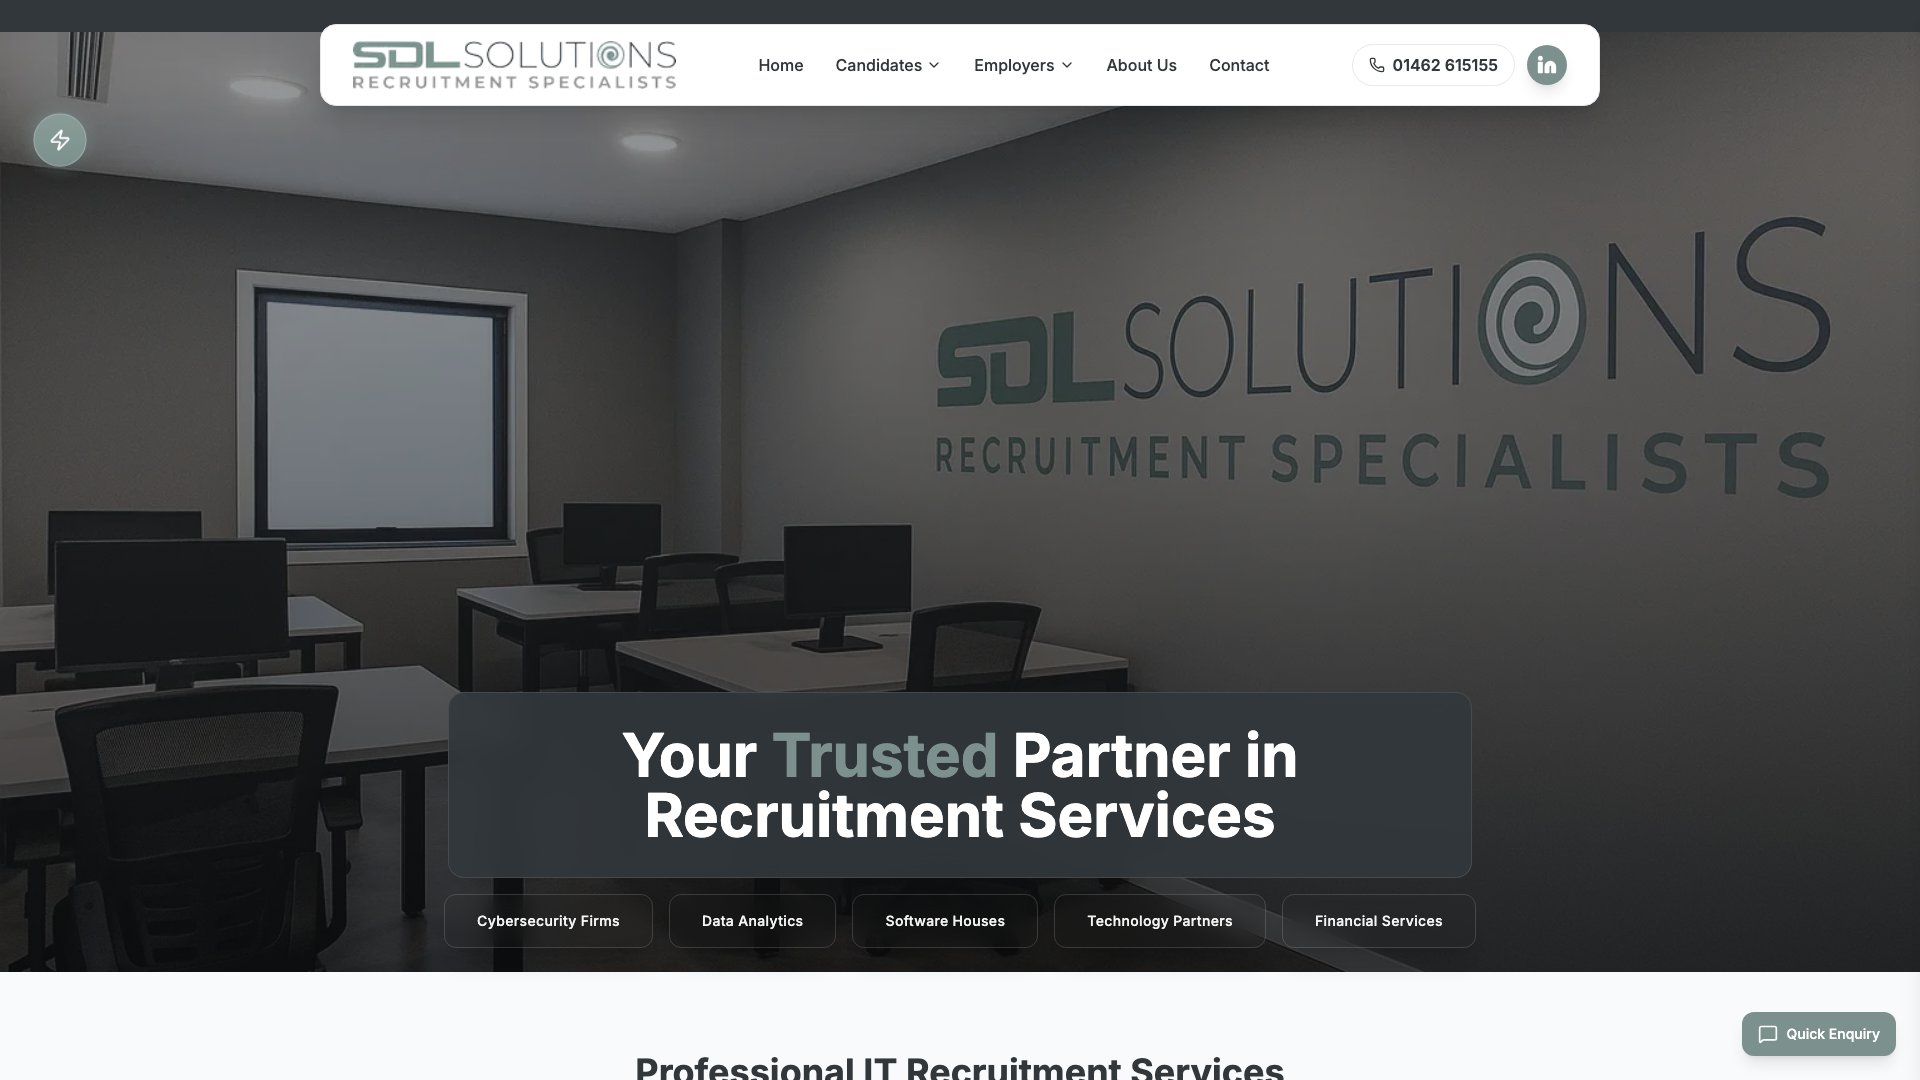 SDL SOLUTIONS
RECRUITMENT SPECIALISTS
Home
Candidates
Employers
About Us
Contact
01462 615155
in
SDL SOLUTIONS
RECRUITMENT SPECIALISTS
Your Trusted Partner in
Recruitment Services
Cybersecurity Firms
Data Analytics
Software Houses
Technology Partners
Financial Services
Quick Enquiry
Professional IT Recruitment Services